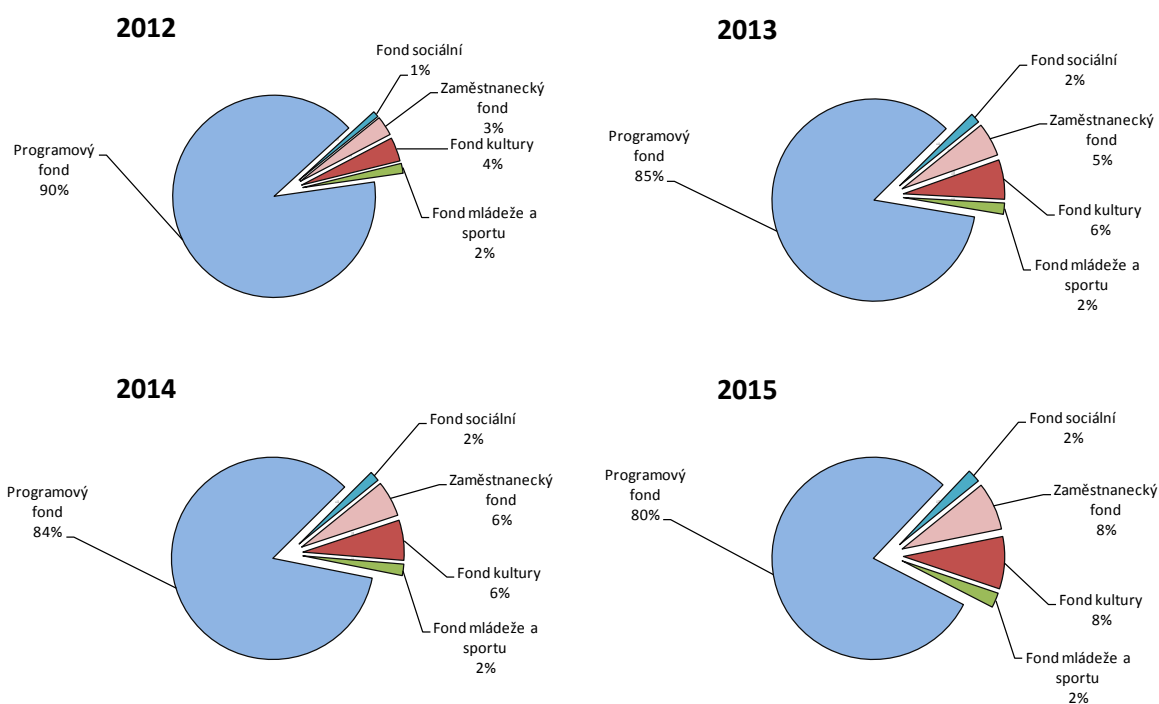 2012
Fond sociální
1%
Zaměstnanecký
fond
3%
Fond kultury
4%
Fond mládeže a
sportu
2%
Programový
fond
90%
2013
Fond sociální
2%
Zaměstnanecký
fond
5%
Fond kultury
6%
Fond mládeže a
sportu
2%
Programový
fond
85%
2014
Fond sociální
2%
Zaměstnanecký
fond
6%
Fond kultury
6%
Fond mládeže a
sportu
2%
Programový
fond
84%
2015
Fond sociální
2%
Zaměstnanecký
fond
8%
Fond kultury
8%
Fond mládeže a
sportu
2%
Programový
fond
80%